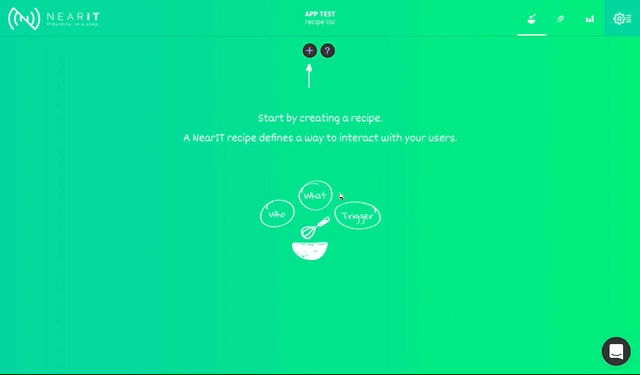 NEARIT
Proximity, in a snap.
APP TEST
recipe list
+ ?
Start by creating a recipe.
A NearIT recipe defines a way to interact with your users.
What
Who
Trigger